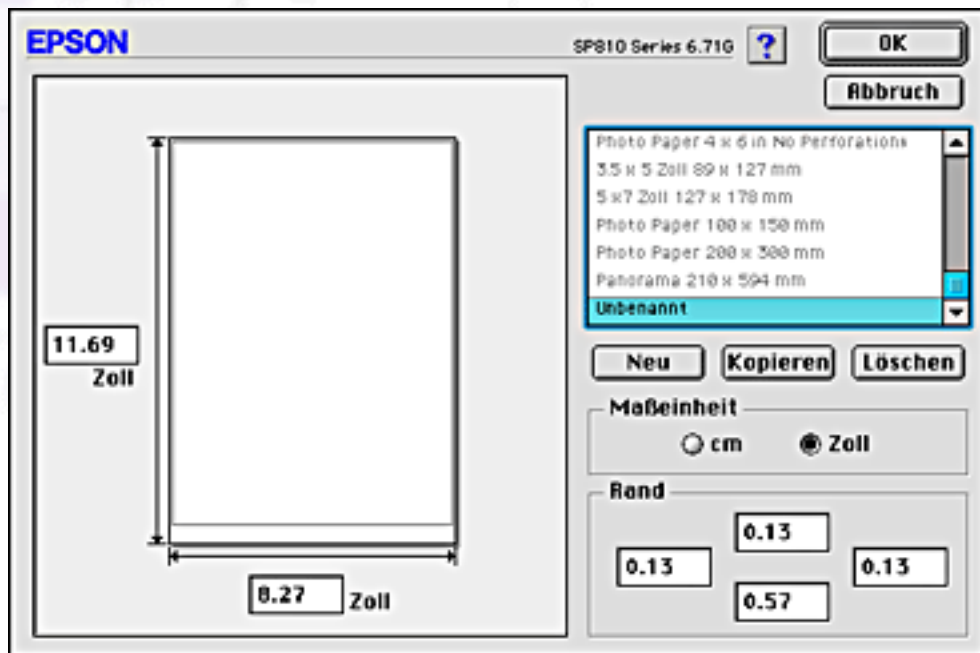 EPSON
SP810 Series 6.71G
?
OK
Abbruch
Photo Paper 4 x 6 in No Perforations
3.5 x 5 Zoll 89 x 127 mm
5 x7 Zoll 127 x 178 mm
Photo Paper 100 x 150 mm
Photo Paper 200 x 300 mm
Panorama 210 x 594 mm
Unbenannt
11.69
Zoll
8.27 Zoll
Neu
Kopieren
Löschen
Maßeinheit
cm
Zoll
Rand
0.13
0.13
0.13
0.57